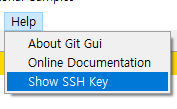 Help
About Git Gui
Online Documentation
Show SSH Key